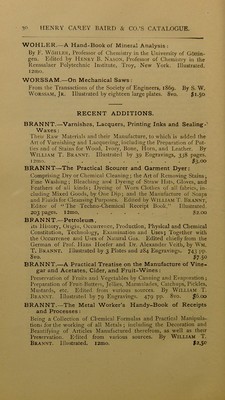 50 HENRY CAREY BAIRD & CO.'S CATALOGUE.
WOHLER.—A Hand-Book of Mineral Analysis:
By F. WÖHLER, Professor of Chemistry in the University of Göttin-
gen. Edited by HENRY B. NASON, Professor of Chemistry in the
Rensselaer Polytechnic Institute, Troy, New York. Illustrated.
12mo.
WORSSAM.—On Mechanical Saws:
From the Transactions of the Society of Engineers, 1869. By S. W.
WORSSAM, JR. Illustrated by eighteen large plates. 8vo. $1.50
RECENT ADDITIONS.
BRANNT.—Varnishes, Lacquers, Printing Inks and Sealing-
Waxes:
Their Raw Materials and their Manufacture, to which is added the
Art of Varnishing and Lacquering, including the Preparation of Put-
ties and of Stains for Wood, Ivory, Bone, Horn, and Leather. By
WILLIAM T. BRANNT. Illustrated by 39 Engravings, 338 pages.
12mo. $3.00
BRANNT—The Practical Scourer and Garment Dyer:
Comprising Dry or Chemical Cleaning; the Art of Removing Stains;
Fine Washing; Bleaching and Dyeing of Straw Hats, Gloves, and
Feathers of all kinds; Dyeing of Worn Clothes of all fabrics, in-
cluding Mixed Goods, by One Dip; and the Manufacture of Soaps
and Fluids for Cleansing Purposes. Edited by WILLIAM T. BRANNT,
Editor of "The Techno-Chemical Receipt Book." Illustrated.
203 pages. 12mo. $2.00
BRANNT.—Petroleum,
its History, Origin, Occurrence, Production, Physical and Chemical
Constitution, Technology, Examination and Uses; Together with
the Occurrence and Uses of Natural Gas. Edited chiefly from the
German of Prof. Hans Hoefer and Dr. Alexander Veith, by WM.
T. BRANNT. Illustrated by 3 Plates and 284 Engravings. 743 pp.
8vo. $7.50
BRANNT.—A Practical Treatise on the Manufacture of Vine-
gar and Acetates, Cider, and Fruit-Wines:
Preservation of Fruits and Vegetables by Canning and Evaporation;
Preparation of Fruit-Butters, Jellies, Marmalades, Catchups, Pickles,
Mustards, etc. Edited from various sources. By WILLIAM T.
BRANNT. Illustrated by 79 Engravings. 479 pp. 8vo. $5.00
BRANNT.—The Metal Worker's Handy-Book of Receipts
and Processes:
Being a Collection of Chemical Formulas and Practical Manipula-
tions for the working of all Metals; including the Decoration and
Beautifying of Articles Manufactured therefrom, as well as their
Preservation. Edited from various sources. By WILLIAM T.
BRANNT. Illustrated. 12mo. $2.50